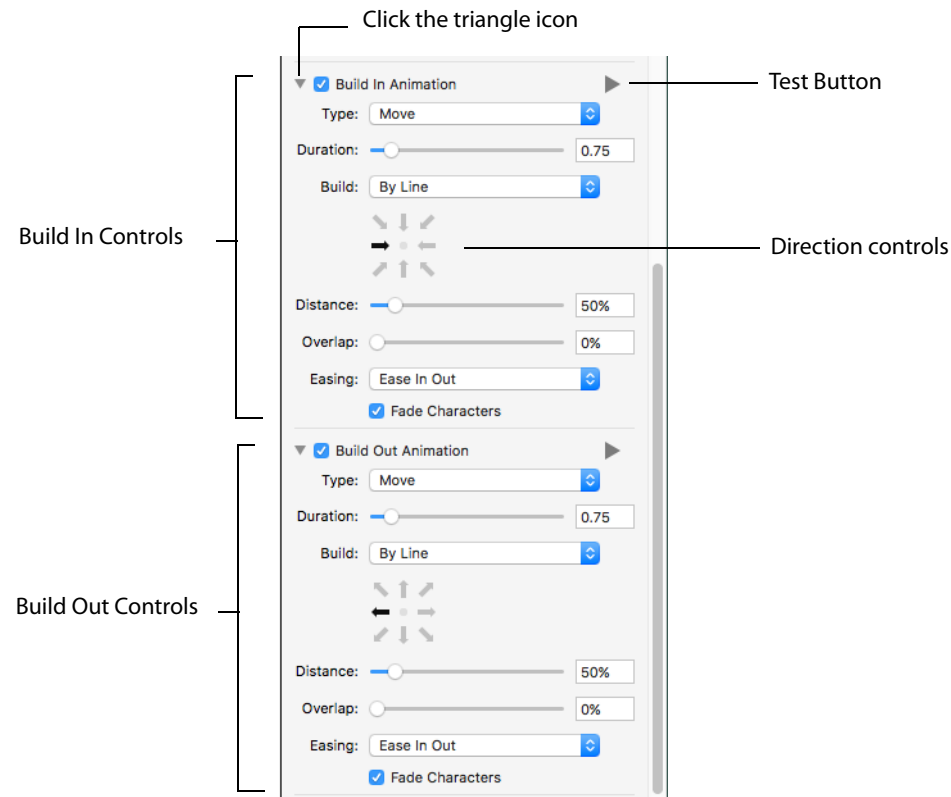 Click the triangle icon
Build In Animation
Test Button
Type: Move
Duration: 0.75
Build: By Line
Build In Controls
Direction controls
Distance: 50%
Overlap: 0%
Easing: Ease In Out
Fade Characters
Build Out Animation
Type: Move
Duration: 0.75
Build: By Line
Build Out Controls
Distance: 50%
Overlap: 0%
Easing: Ease In Out
Fade Characters